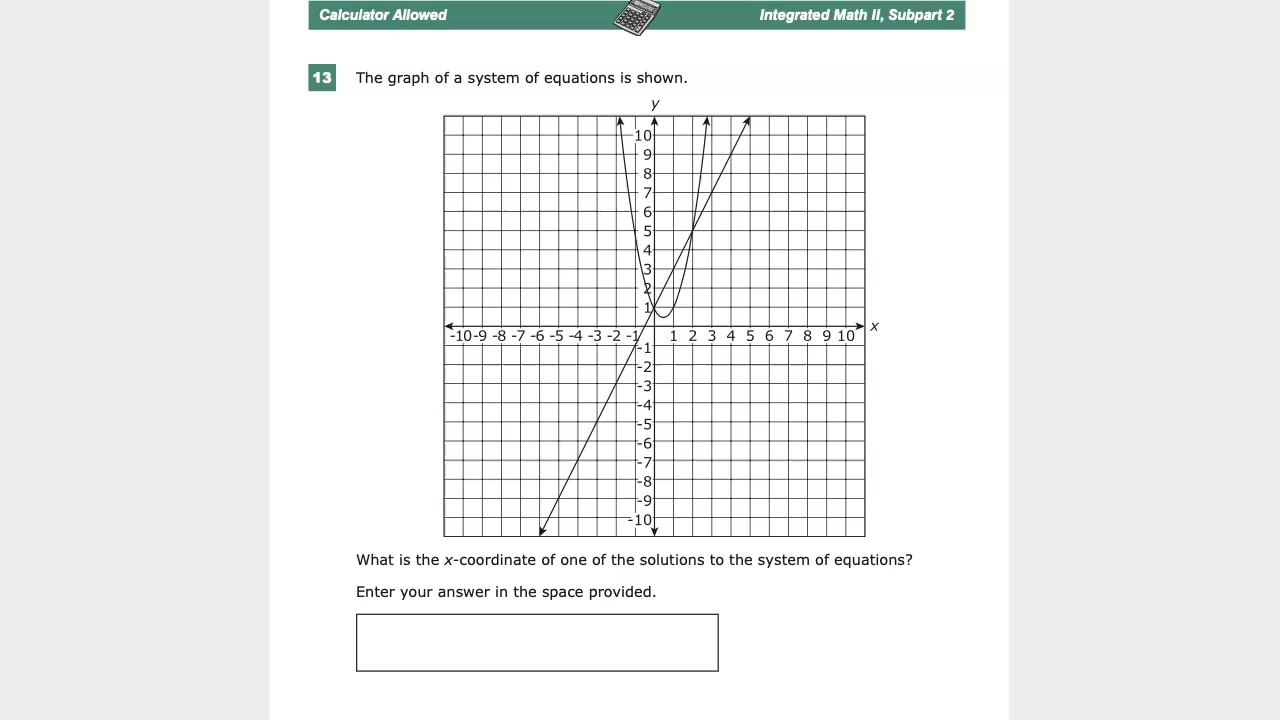 Calculator Allowed
Integrated Math II, Subpart 2
13 The graph of a system of equations is shown.
y
10
9
8
7
6
5
4
3
2
1
-10 -9 -8 -7 -6 -5 -4 -3 -2 -1 1 2 3 4 5 6 7 8 9 10 x
-1
-2
-3
-4
-5
-6
-7
-8
-9
-10
What is the x-coordinate of one of the solutions to the system of equations?
Enter your answer in the space provided.